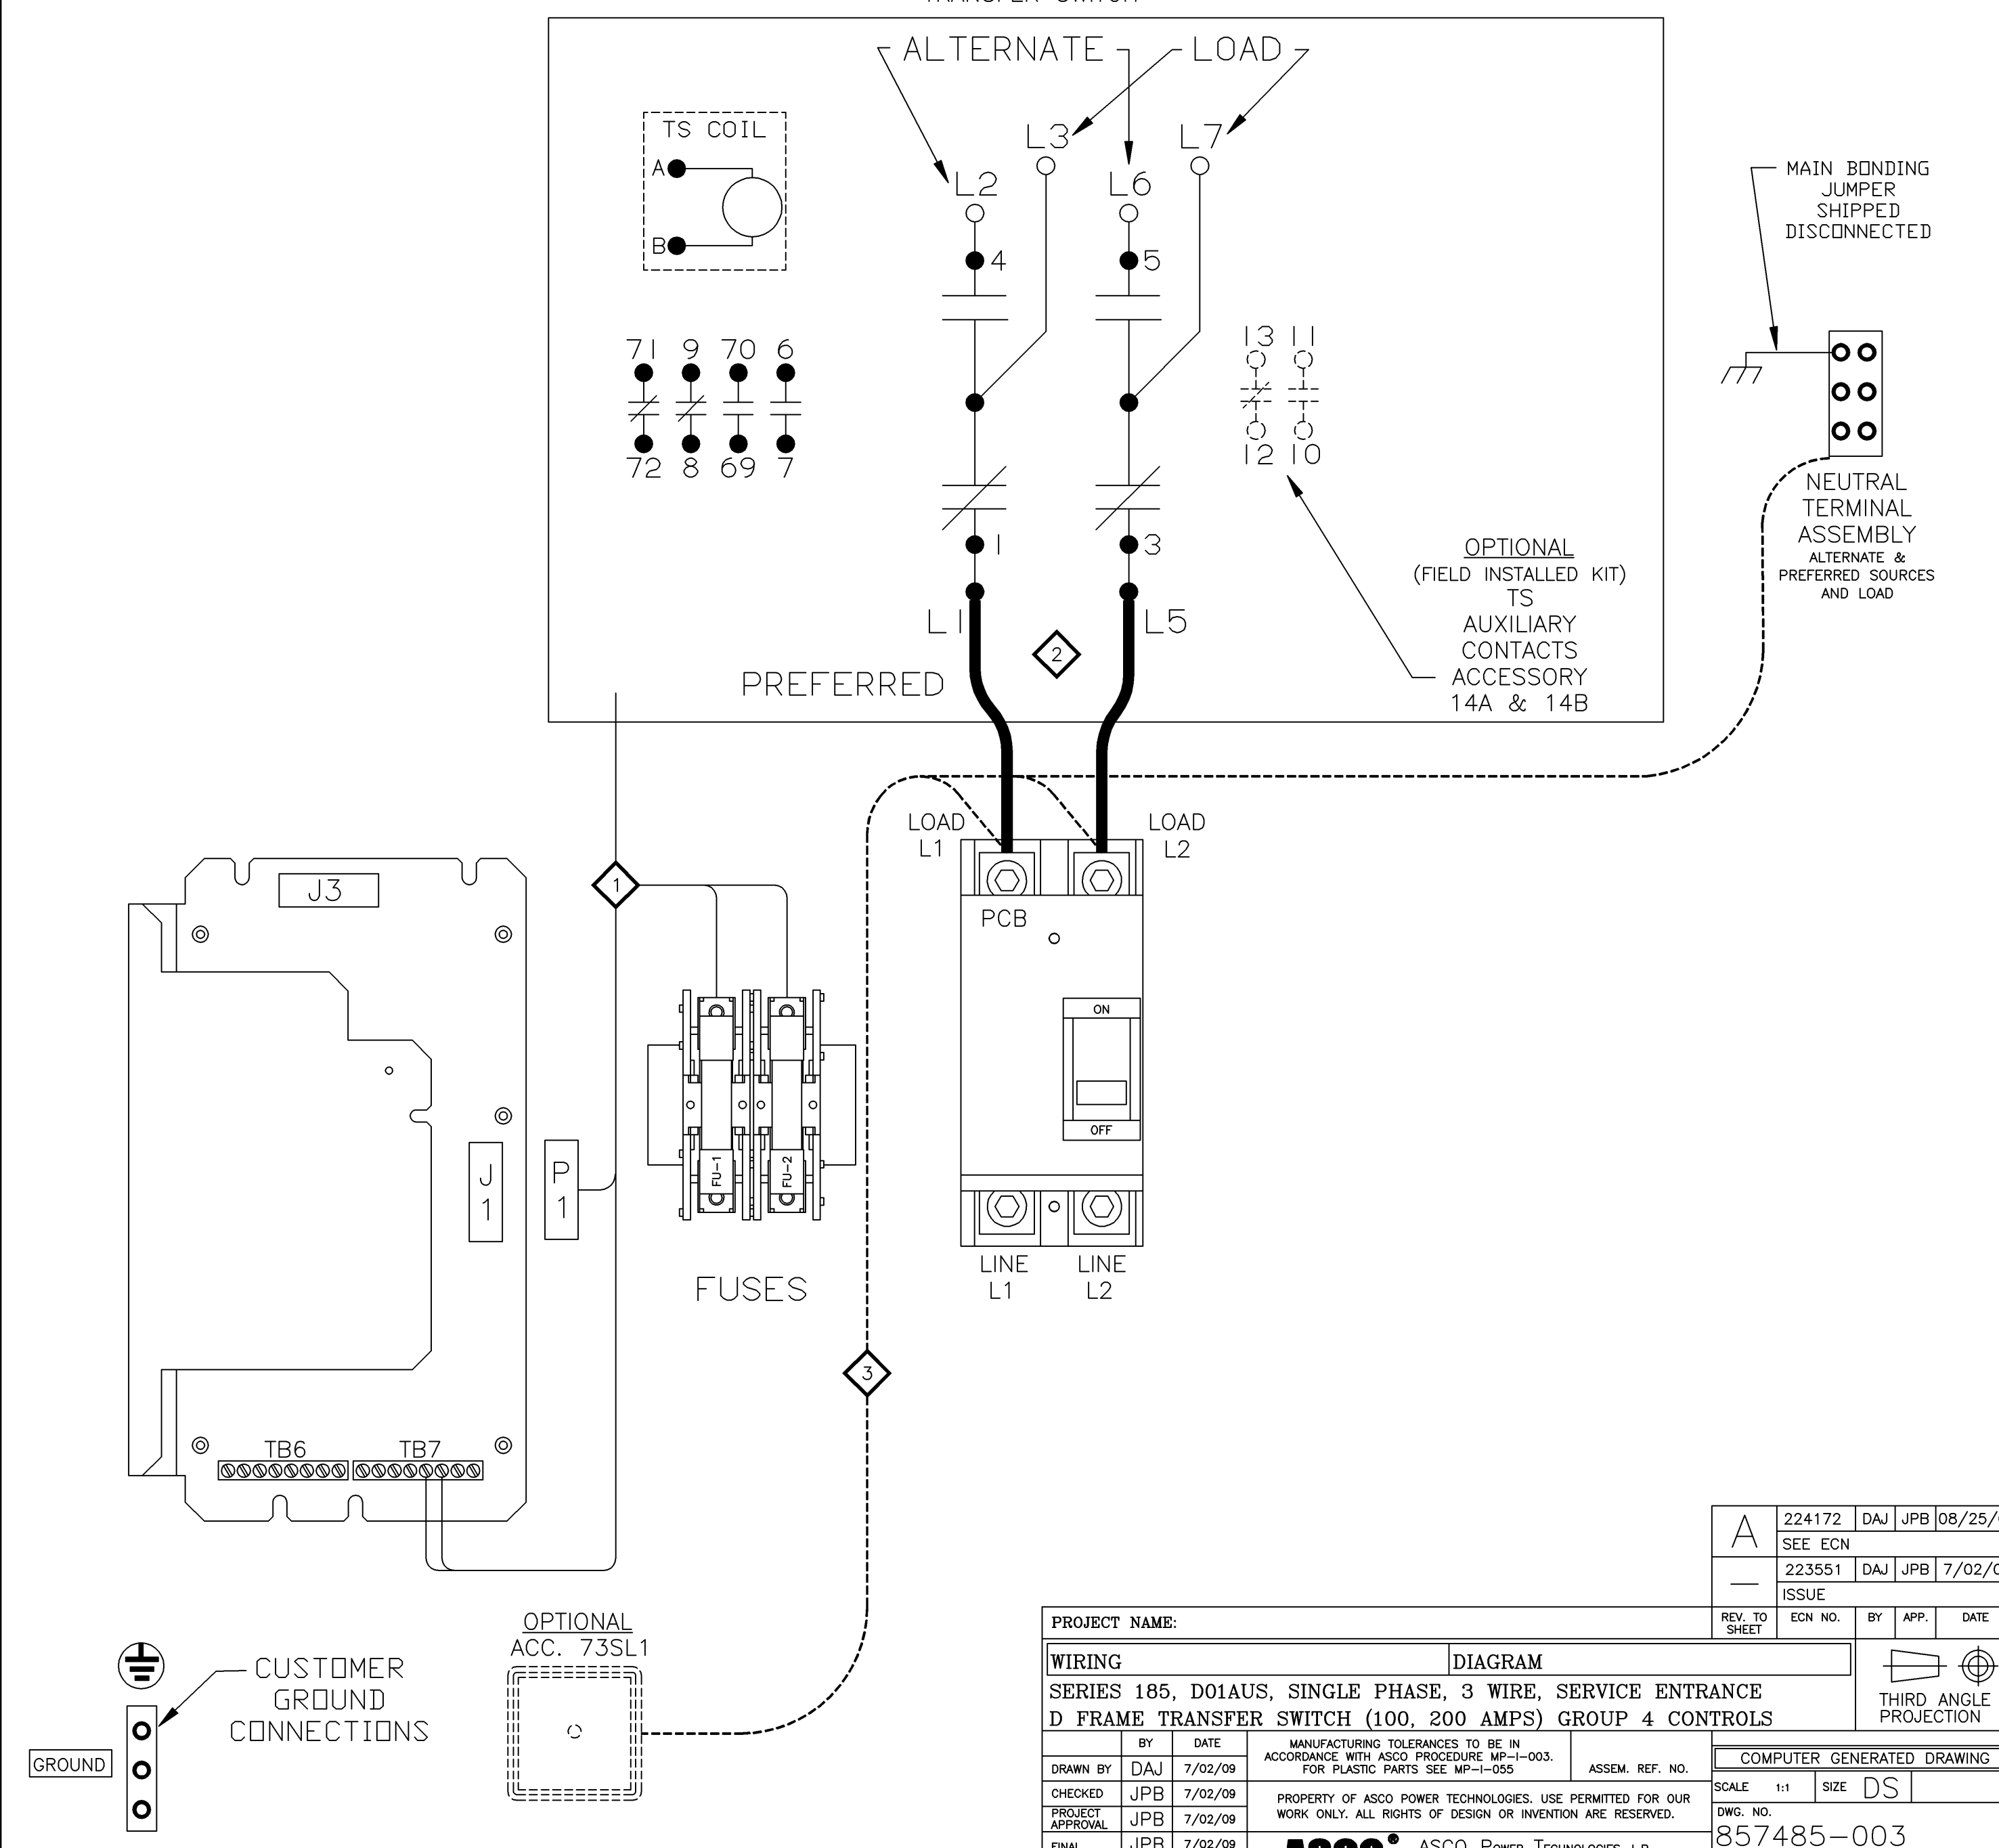 ALTERNATE
LOAD
TS COIL
A
B
L3
L7
L2
L6
4
5
MAIN BONDING
JUMPER
SHIPPED
DISCONNECTED
71 9 70 6
72 8 69 7
13 11
12 10
1
3
L1
L5
2
PREFERRED
OPTIONAL
(FIELD INSTALLED KIT)
TS
AUXILIARY
CONTACTS
ACCESSORY
14A & 14B
NEUTRAL
TERMINAL
ASSEMBLY
ALTERNATE &
PREFERRED SOURCES
AND LOAD
LOAD
L1
LOAD
L2
J3
1
PCB
ON
OFF
J
1
P
1
FU-1
FU-2
FUSES
LINE
L1
LINE
L2
3
TB6
TB7
OPTIONAL
ACC. 73SL1
CUSTOMER
GROUND
CONNECTIONS
GROUND
A
224172 DAJ JPB 08/25/
SEE ECN
—
223551 DAJ JPB 7/02/
ISSUE
REV. TO
SHEET
ECN NO. BY APP. DATE
PROJECT NAME:
WIRING DIAGRAM
SERIES 185, D01AUS, SINGLE PHASE, 3 WIRE, SERVICE ENTRANCE
D FRAME TRANSFER SWITCH (100, 200 AMPS) GROUP 4 CONTROLS
THIRD ANGLE
PROJECTION
BY DATE
DRAWN BY DAJ 7/02/09
CHECKED JPB 7/02/09
PROJECT
APPROVAL JPB 7/02/09
FINAL JPB 7/02/09
MANUFACTURING TOLERANCES TO BE IN
ACCORDANCE WITH ASCO PROCEDURE MP-I-003.
FOR PLASTIC PARTS SEE MP-I-055
ASSEM. REF. NO.
PROPERTY OF ASCO POWER TECHNOLOGIES. USE PERMITTED FOR OUR
WORK ONLY. ALL RIGHTS OF DESIGN OR INVENTION ARE RESERVED.
ASCO® ASCO POWER TECHNOLOGIES L.P.
COMPUTER GENERATED DRAWING
SCALE 1:1 SIZE DS
DWG. NO.
857485-003